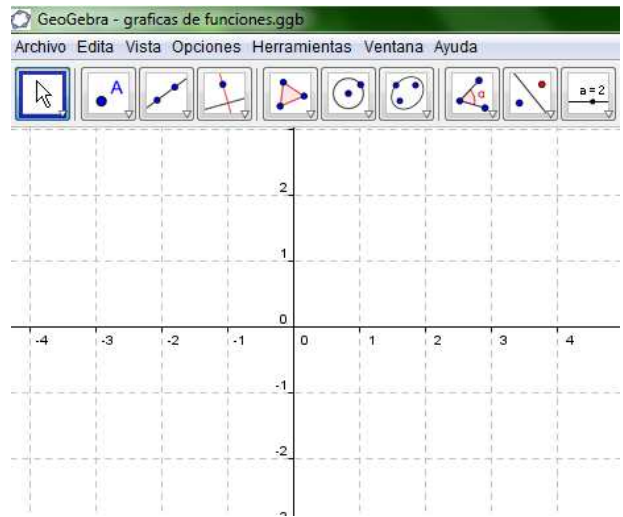 GeoGebra - graficas de funciones.ggb
Archivo Edita Vista Opciones Herramientas Ventana Ayuda
A
α
a = 2
2
1
0
-4 -3 -2 -1 0 1 2 3 4
-1
-2